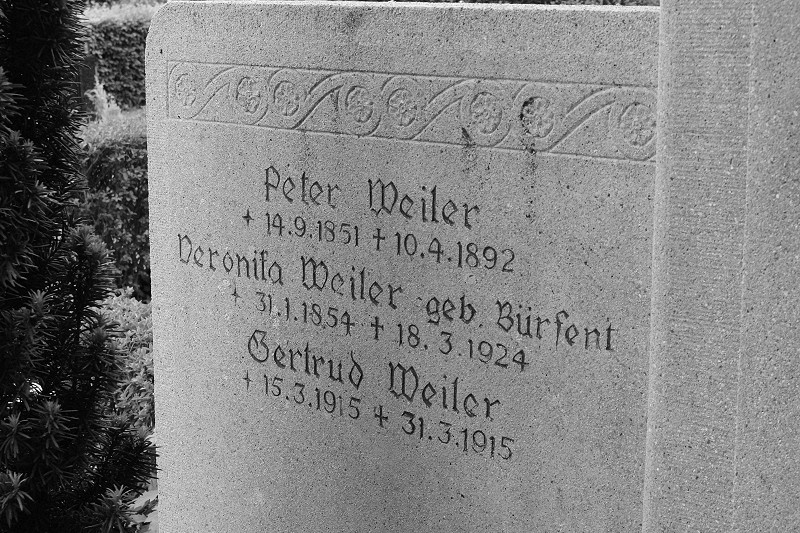 Peter Weiler
✦ 14.9.1851 ✝ 10.4.1892
Veronika Weiler geb. Bürfent
✦ 31.1.1854 ✝ 18.3.1924
Gertrud Weiler
✦ 15.3.1915 ✝ 31.3.1915